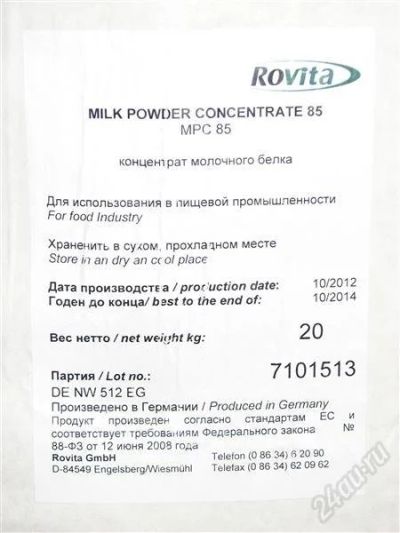 Rovita
MILK POWDER CONCENTRATE 85
MPC 85
концентрат молочного белка
Для использования в пищевой промышленности
For food Industry
Храненить в сухом, прохладном месте
Store in an dry an cool place
Дата производства / production date: 10/2012
Годен до конца/ best to the end of: 10/2014
Вес нетто / net weight kg: 20
Партия / Lot no.: 7101513
DE NW 512 EG
Произведено в Германии / Produced in Germany
Продукт произведен согласно стандартам ЕС и
соответствует требованиям Федерального закона №
88-ФЗ от 12 июня 2008 года
Rovita GmbH Telefon (0 86 34) 6 20 90
D-84549 Engelsberg/Wiesmühl Telefax (0 86 34) 62 09 62
24au.ru